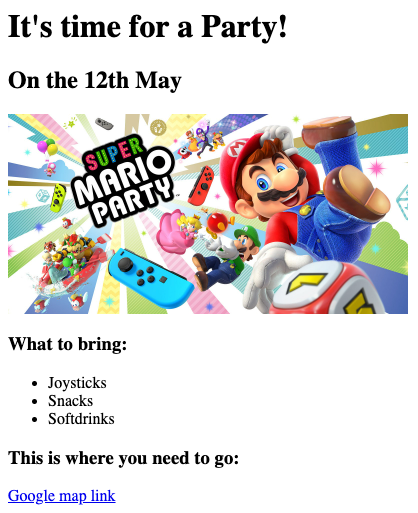 It's time for a Party!
On the 12th May
SUPER
MARIO
PARTY
What to bring:
Joysticks
Snacks
Softdrinks
This is where you need to go:
Google map link